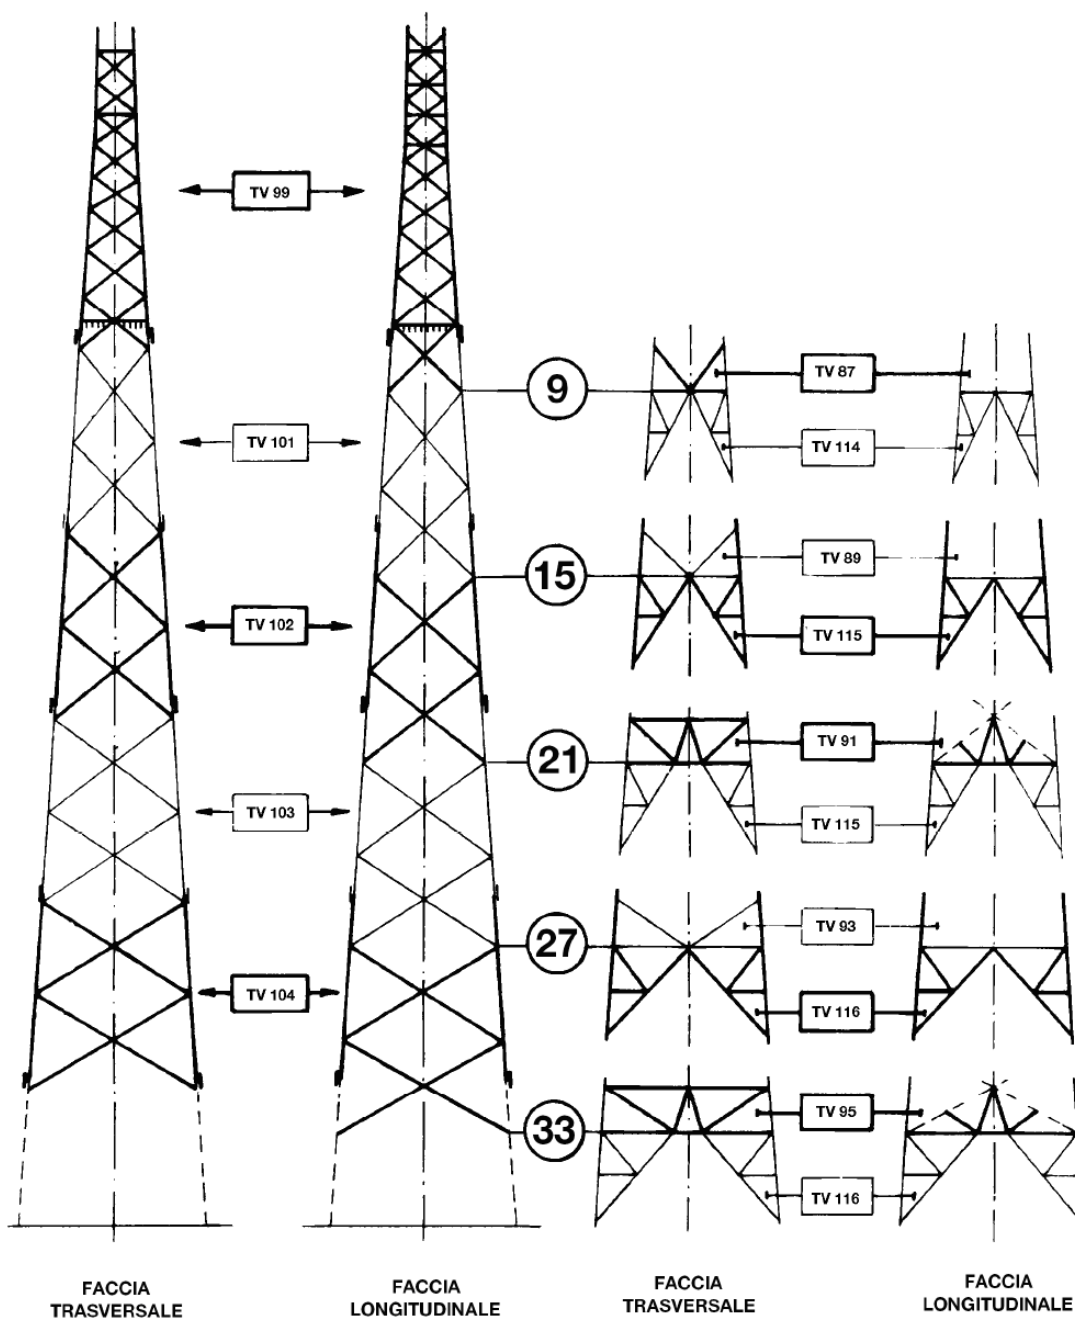 TV 99
9
TV 87
TV 101
TV 114
15
TV 89
TV 102
TV 115
21
TV 91
TV 103
TV 115
27
TV 93
TV 104
TV 116
33
TV 95
TV 116
FACCIA
TRASVERSALE
FACCIA
LONGITUDINALE
FACCIA
TRASVERSALE
FACCIA
LONGITUDINALE